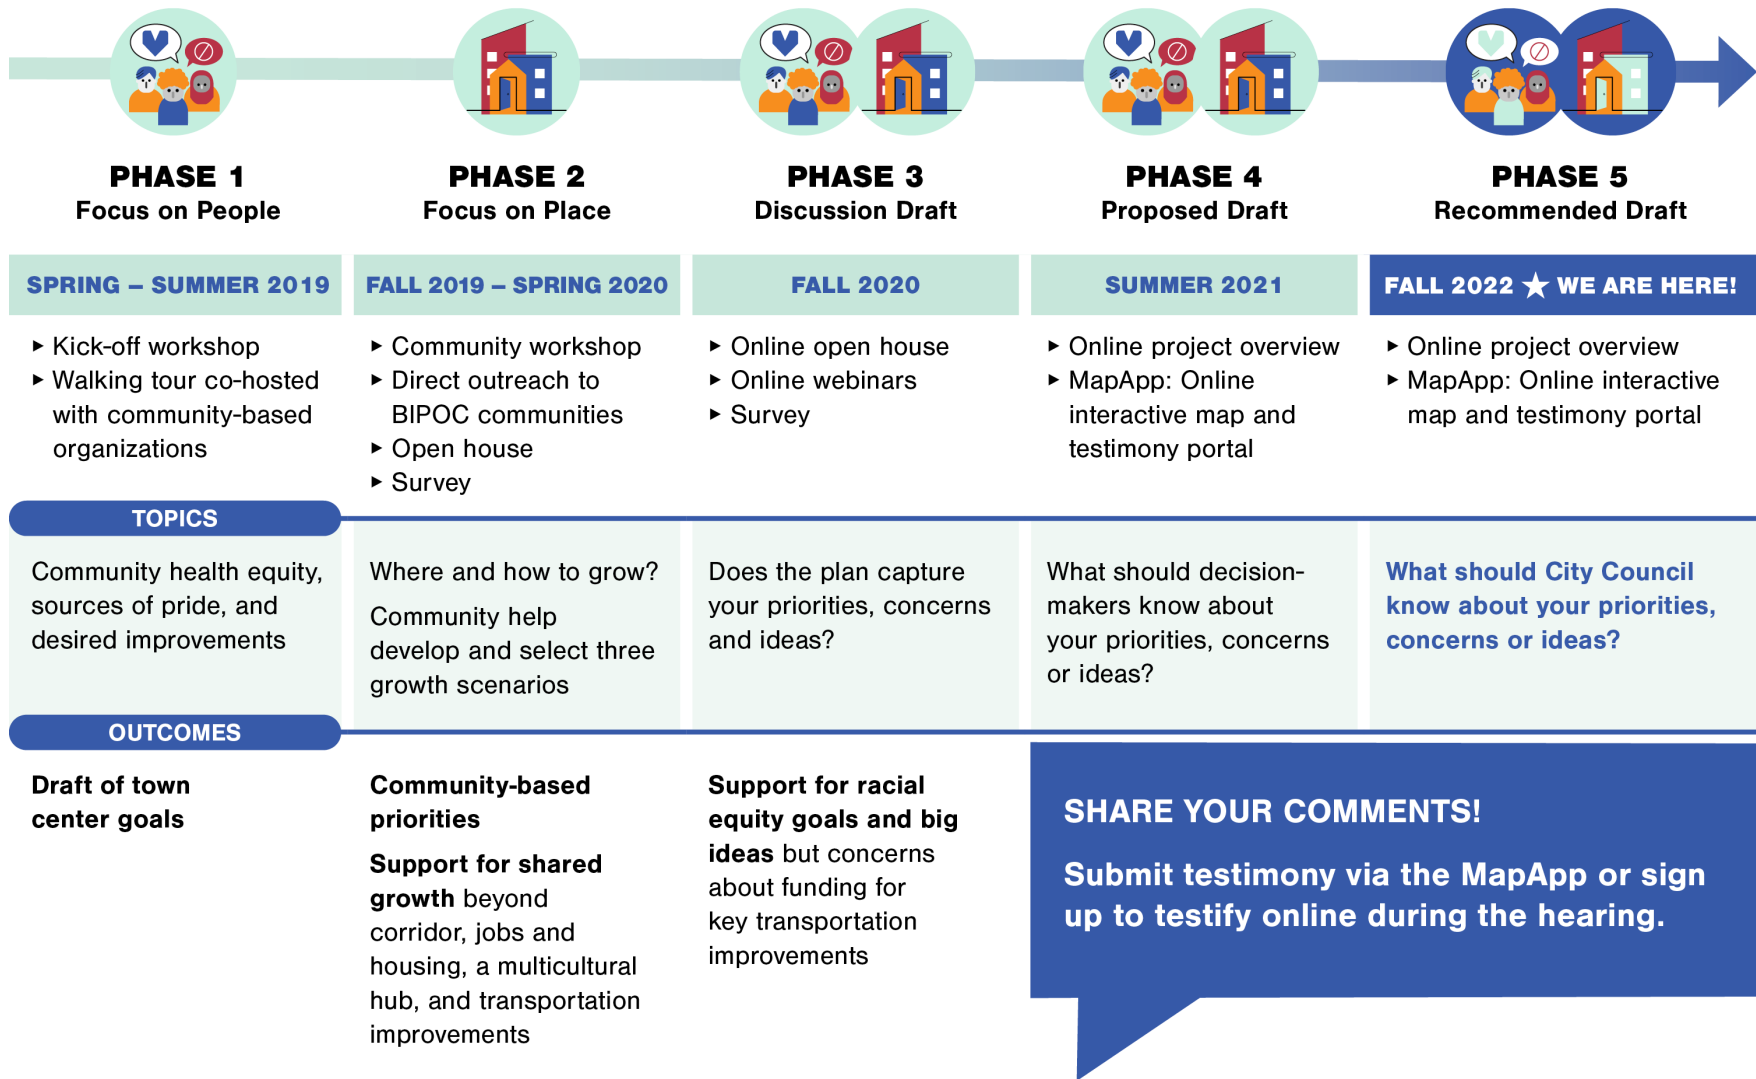 PHASE 1
Focus on People
PHASE 2
Focus on Place
PHASE 3
Discussion Draft
PHASE 4
Proposed Draft
PHASE 5
Recommended Draft
SPRING – SUMMER 2019
FALL 2019 – SPRING 2020
FALL 2020
SUMMER 2021
FALL 2022 ★ WE ARE HERE!
▸ Kick-off workshop
▸ Walking tour co-hosted
with community-based
organizations
▸ Community workshop
▸ Direct outreach to
BIPOC communities
▸ Open house
▸ Survey
▸ Online open house
▸ Online webinars
▸ Survey
▸ Online project overview
▸ MapApp: Online
interactive map and
testimony portal
▸ Online project overview
▸ MapApp: Online interactive
map and testimony portal
TOPICS
Community health equity,
sources of pride, and
desired improvements
Where and how to grow?
Community help
develop and select three
growth scenarios
Does the plan capture
your priorities, concerns
and ideas?
What should decision-
makers know about
your priorities, concerns
or ideas?
What should City Council
know about your priorities,
concerns or ideas?
OUTCOMES
Draft of town
center goals
Community-based
priorities
Support for shared
growth beyond
corridor, jobs and
housing, a multicultural
hub, and transportation
improvements
Support for racial
equity goals and big
ideas but concerns
about funding for
key transportation
improvements
SHARE YOUR COMMENTS!
Submit testimony via the MapApp or sign
up to testify online during the hearing.